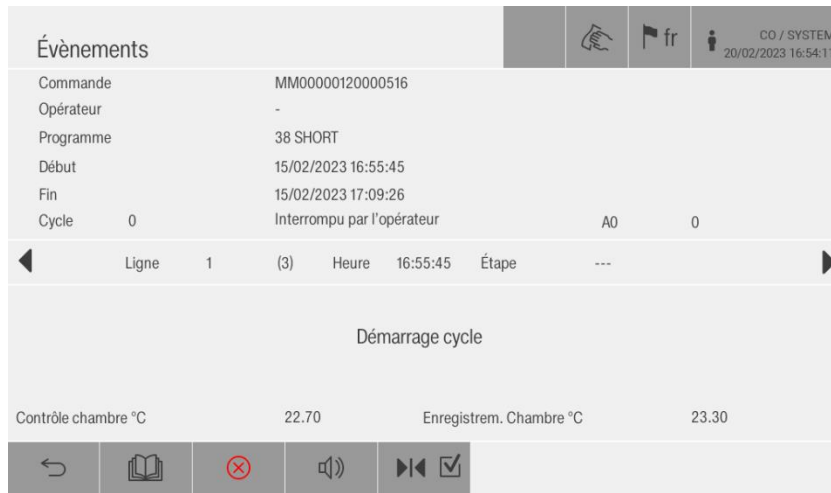 Évènements
fr
CO / SYSTEM
20/02/2023 16:54:11
Commande MM00000120000516
Opérateur -
Programme 38 SHORT
Début 15/02/2023 16:55:45
Fin 15/02/2023 17:09:26
Cycle 0 Interrompu par l'opérateur A0 0
Ligne 1 (3) Heure 16:55:45 Étape ---
Démarrage cycle
Contrôle chambre °C 22.70 Enregistrem. Chambre °C 23.30